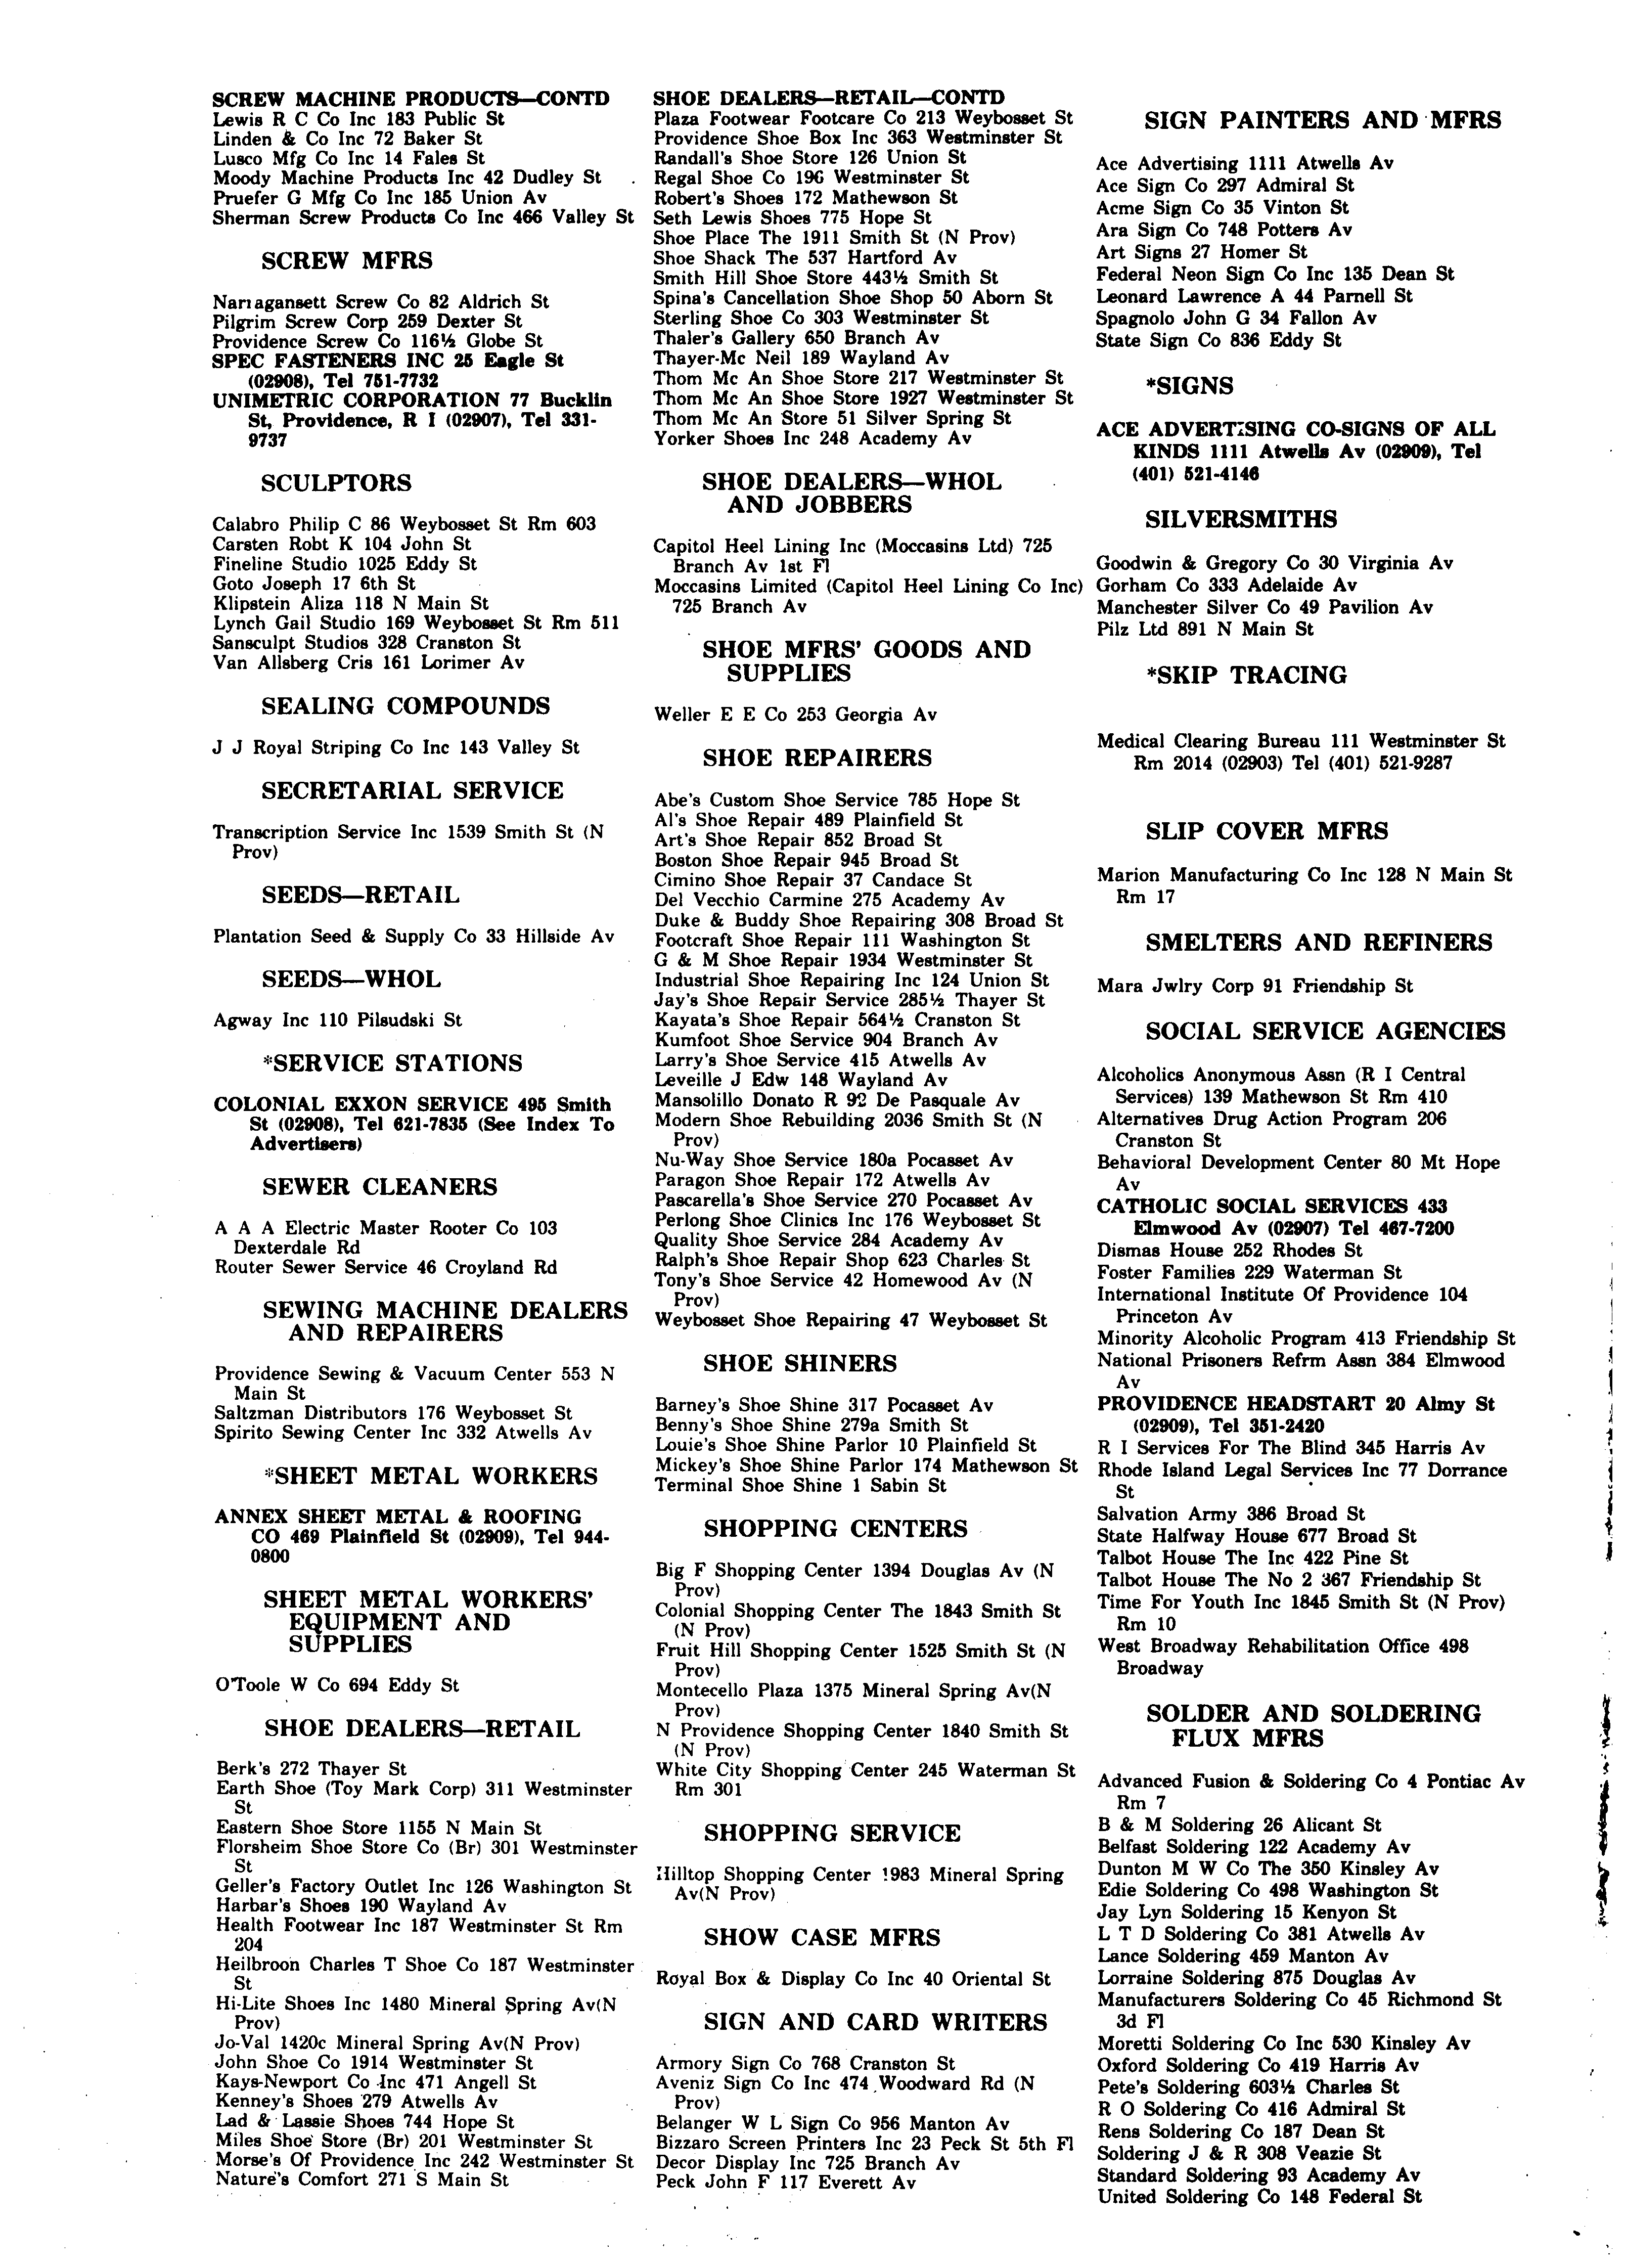 SCREW MACHINE PRODUCTS—CONTD
Lewis R C Co Inc 183 Public St
Linden & Co Inc 72 Baker St
Lusco Mfg Co Inc 14 Fales St
Moody Machine Products Inc 42 Dudley St
Pruefer G Mfg Co Inc 185 Union Av
Sherman Screw Products Co Inc 466 Valley St
SCREW MFRS
Narragansett Screw Co 82 Aldrich St
Pilgrim Screw Corp 259 Dexter St
Providence Screw Co 116½ Globe St
SPEC FASTENERS INC 25 Eagle St
(02908), Tel 751-7732
UNIMETRIC CORPORATION 77 Bucklin
St, Providence, R I (02907), Tel 331-
9737
SCULPTORS
Calabro Philip C 86 Weybosset St Rm 603
Carsten Robt K 104 John St
Fineline Studio 1025 Eddy St
Goto Joseph 17 6th St
Klipstein Aliza 118 N Main St
Lynch Gail Studio 169 Weybosset St Rm 511
Sansculpt Studios 328 Cranston St
Van Allsberg Cris 161 Lorimer Av
SEALING COMPOUNDS
J J Royal Striping Co Inc 143 Valley St
SECRETARIAL SERVICE
Transcription Service Inc 1539 Smith St (N
Prov)
SEEDS—RETAIL
Plantation Seed & Supply Co 33 Hillside Av
SEEDS—WHOL
Agway Inc 110 Pilsudski St
*SERVICE STATIONS
COLONIAL EXXON SERVICE 495 Smith
St (02908), Tel 621-7835 (See Index To
Advertisers)
SEWER CLEANERS
A A A Electric Master Rooter Co 103
Dexterdale Rd
Router Sewer Service 46 Croyland Rd
SEWING MACHINE DEALERS
AND REPAIRERS
Providence Sewing & Vacuum Center 553 N
Main St
Saltzman Distributors 176 Weybosset St
Spirito Sewing Center Inc 332 Atwells Av
*SHEET METAL WORKERS
ANNEX SHEET METAL & ROOFING
CO 469 Plainfield St (02909), Tel 944-
0800
SHEET METAL WORKERS'
EQUIPMENT AND
SUPPLIES
O'Toole W Co 694 Eddy St
SHOE DEALERS—RETAIL
Berk's 272 Thayer St
Earth Shoe (Toy Mark Corp) 311 Westminster
St
Eastern Shoe Store 1155 N Main St
Florsheim Shoe Store Co (Br) 301 Westminster
St
Geller's Factory Outlet Inc 126 Washington St
Harbar's Shoes 190 Wayland Av
Health Footwear Inc 187 Westminster St Rm
204
Heilbroon Charles T Shoe Co 187 Westminster
St
Hi-Lite Shoes Inc 1480 Mineral Spring Av(N
Prov)
Jo-Val 1420c Mineral Spring Av(N Prov)
John Shoe Co 1914 Westminster St
Kays-Newport Co Inc 471 Angell St
Kenney's Shoes 279 Atwells Av
Lad & Lassie Shoes 744 Hope St
Miles Shoe Store (Br) 201 Westminster St
Morse's Of Providence Inc 242 Westminster St
Nature's Comfort 271 S Main St
SHOE DEALERS—RETAIL—CONTD
Plaza Footwear Footcare Co 213 Weybosset St
Providence Shoe Box Inc 363 Westminster St
Randall's Shoe Store 126 Union St
Regal Shoe Co 196 Westminster St
Robert's Shoes 172 Mathewson St
Seth Lewis Shoes 775 Hope St
Shoe Place The 1911 Smith St (N Prov)
Shoe Shack The 537 Hartford Av
Smith Hill Shoe Store 443½ Smith St
Spina's Cancellation Shoe Shop 50 Aborn St
Sterling Shoe Co 303 Westminster St
Thaler's Gallery 650 Branch Av
Thayer-Mc Neil 189 Wayland Av
Thom Mc An Shoe Store 217 Westminster St
Thom Mc An Shoe Store 1927 Westminster St
Thom Mc An Store 51 Silver Spring St
Yorker Shoes Inc 248 Academy Av
SHOE DEALERS—WHOL
AND JOBBERS
Capitol Heel Lining Inc (Moccasins Ltd) 725
Branch Av 1st Fl
Moccasins Limited (Capitol Heel Lining Co Inc)
725 Branch Av
SHOE MFRS' GOODS AND
SUPPLIES
Weller E E Co 253 Georgia Av
SHOE REPAIRERS
Abe's Custom Shoe Service 785 Hope St
Al's Shoe Repair 489 Plainfield St
Art's Shoe Repair 852 Broad St
Boston Shoe Repair 945 Broad St
Cimino Shoe Repair 37 Candace St
Del Vecchio Carmine 275 Academy Av
Duke & Buddy Shoe Repairing 308 Broad St
Footcraft Shoe Repair 111 Washington St
G & M Shoe Repair 1934 Westminster St
Industrial Shoe Repairing Inc 124 Union St
Jay's Shoe Repair Service 285½ Thayer St
Kayata's Shoe Repair 564½ Cranston St
Kumfoot Shoe Service 904 Branch Av
Larry's Shoe Service 415 Atwells Av
Leveille J Edw 148 Wayland Av
Mansolillo Donato R 92 De Pasquale Av
Modern Shoe Rebuilding 2036 Smith St (N
Prov)
Nu-Way Shoe Service 180a Pocasset Av
Paragon Shoe Repair 172 Atwells Av
Pascarella's Shoe Service 270 Pocasset Av
Perlong Shoe Clinics Inc 176 Weybosset St
Quality Shoe Service 284 Academy Av
Ralph's Shoe Repair Shop 623 Charles St
Tony's Shoe Service 42 Homewood Av (N
Prov)
Weybosset Shoe Repairing 47 Weybosset St
SHOE SHINERS
Barney's Shoe Shine 317 Pocasset Av
Benny's Shoe Shine 279a Smith St
Louie's Shoe Shine Parlor 10 Plainfield St
Mickey's Shoe Shine Parlor 174 Mathewson St
Terminal Shoe Shine 1 Sabin St
SHOPPING CENTERS
Big F Shopping Center 1394 Douglas Av (N
Prov)
Colonial Shopping Center The 1843 Smith St
(N Prov)
Fruit Hill Shopping Center 1525 Smith St (N
Prov)
Montecello Plaza 1375 Mineral Spring Av(N
Prov)
N Providence Shopping Center 1840 Smith St
(N Prov)
White City Shopping Center 245 Waterman St
Rm 301
SHOPPING SERVICE
Hilltop Shopping Center 1983 Mineral Spring
Av(N Prov)
SHOW CASE MFRS
Royal Box & Display Co Inc 40 Oriental St
SIGN AND CARD WRITERS
Armory Sign Co 768 Cranston St
Aveniz Sign Co Inc 474 Woodward Rd (N
Prov)
Belanger W L Sign Co 956 Manton Av
Bizzaro Screen Printers Inc 23 Peck St 5th Fl
Decor Display Inc 725 Branch Av
Peck John F 117 Everett Av
SIGN PAINTERS AND MFRS
Ace Advertising 1111 Atwells Av
Ace Sign Co 297 Admiral St
Acme Sign Co 35 Vinton St
Ara Sign Co 748 Potters Av
Art Signs 27 Homer St
Federal Neon Sign Co Inc 135 Dean St
Leonard Lawrence A 44 Parnell St
Spagnolo John G 34 Fallon Av
State Sign Co 836 Eddy St
*SIGNS
ACE ADVERTISING CO-SIGNS OF ALL
KINDS 1111 Atwells Av (02909), Tel
(401) 521-4146
SILVERSMITHS
Goodwin & Gregory Co 30 Virginia Av
Gorham Co 333 Adelaide Av
Manchester Silver Co 49 Pavilion Av
Pilz Ltd 891 N Main St
*SKIP TRACING
Medical Clearing Bureau 111 Westminster St
Rm 2014 (02903) Tel (401) 521-9287
SLIP COVER MFRS
Marion Manufacturing Co Inc 128 N Main St
Rm 17
SMELTERS AND REFINERS
Mara Jwlry Corp 91 Friendship St
SOCIAL SERVICE AGENCIES
Alcoholics Anonymous Assn (R I Central
Services) 139 Mathewson St Rm 410
Alternatives Drug Action Program 206
Cranston St
Behavioral Development Center 80 Mt Hope
Av
CATHOLIC SOCIAL SERVICES 433
Elmwood Av (02907) Tel 467-7200
Dismas House 252 Rhodes St
Foster Families 229 Waterman St
International Institute Of Providence 104
Princeton Av
Minority Alcoholic Program 413 Friendship St
National Prisoners Refrm Assn 384 Elmwood
Av
PROVIDENCE HEADSTART 20 Almy St
(02909), Tel 351-2420
R I Services For The Blind 345 Harris Av
Rhode Island Legal Services Inc 77 Dorrance
St
Salvation Army 386 Broad St
State Halfway House 677 Broad St
Talbot House The Inc 422 Pine St
Talbot House The No 2 367 Friendship St
Time For Youth Inc 1845 Smith St (N Prov)
Rm 10
West Broadway Rehabilitation Office 498
Broadway
SOLDER AND SOLDERING
FLUX MFRS
Advanced Fusion & Soldering Co 4 Pontiac Av
Rm 7
B & M Soldering 26 Alicant St
Belfast Soldering 122 Academy Av
Dunton M W Co The 350 Kinsley Av
Edie Soldering Co 498 Washington St
Jay Lyn Soldering 15 Kenyon St
L T D Soldering Co 381 Atwells Av
Lance Soldering 459 Manton Av
Lorraine Soldering 875 Douglas Av
Manufacturers Soldering Co 45 Richmond St
3d Fl
Moretti Soldering Co Inc 530 Kinsley Av
Oxford Soldering Co 419 Harris Av
Pete's Soldering 603½ Charles St
R O Soldering Co 416 Admiral St
Rens Soldering Co 187 Dean St
Soldering J & R 308 Veazie St
Standard Soldering 93 Academy Av
United Soldering Co 148 Federal St